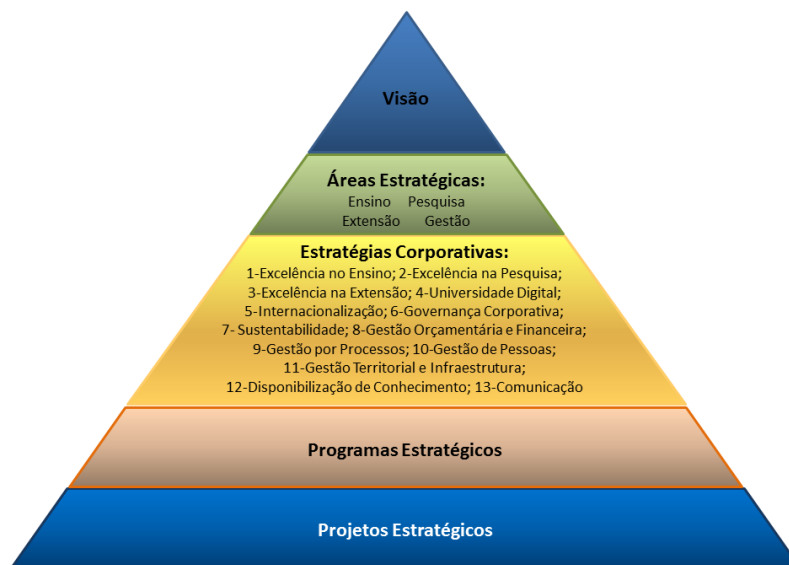 Visão
Áreas Estratégicas:
Ensino Pesquisa
Extensão Gestão
Estratégias Corporativas:
1-Excelência no Ensino; 2-Excelência na Pesquisa;
3-Excelência na Extensão; 4-Universidade Digital;
5-Internacionalização; 6-Governança Corporativa;
7- Sustentabilidade; 8-Gestão Orçamentária e Financeira;
9-Gestão por Processos; 10-Gestão de Pessoas;
11-Gestão Territorial e Infraestrutura;
12-Disponibilização de Conhecimento; 13-Comunicação
Programas Estratégicos
Projetos Estratégicos